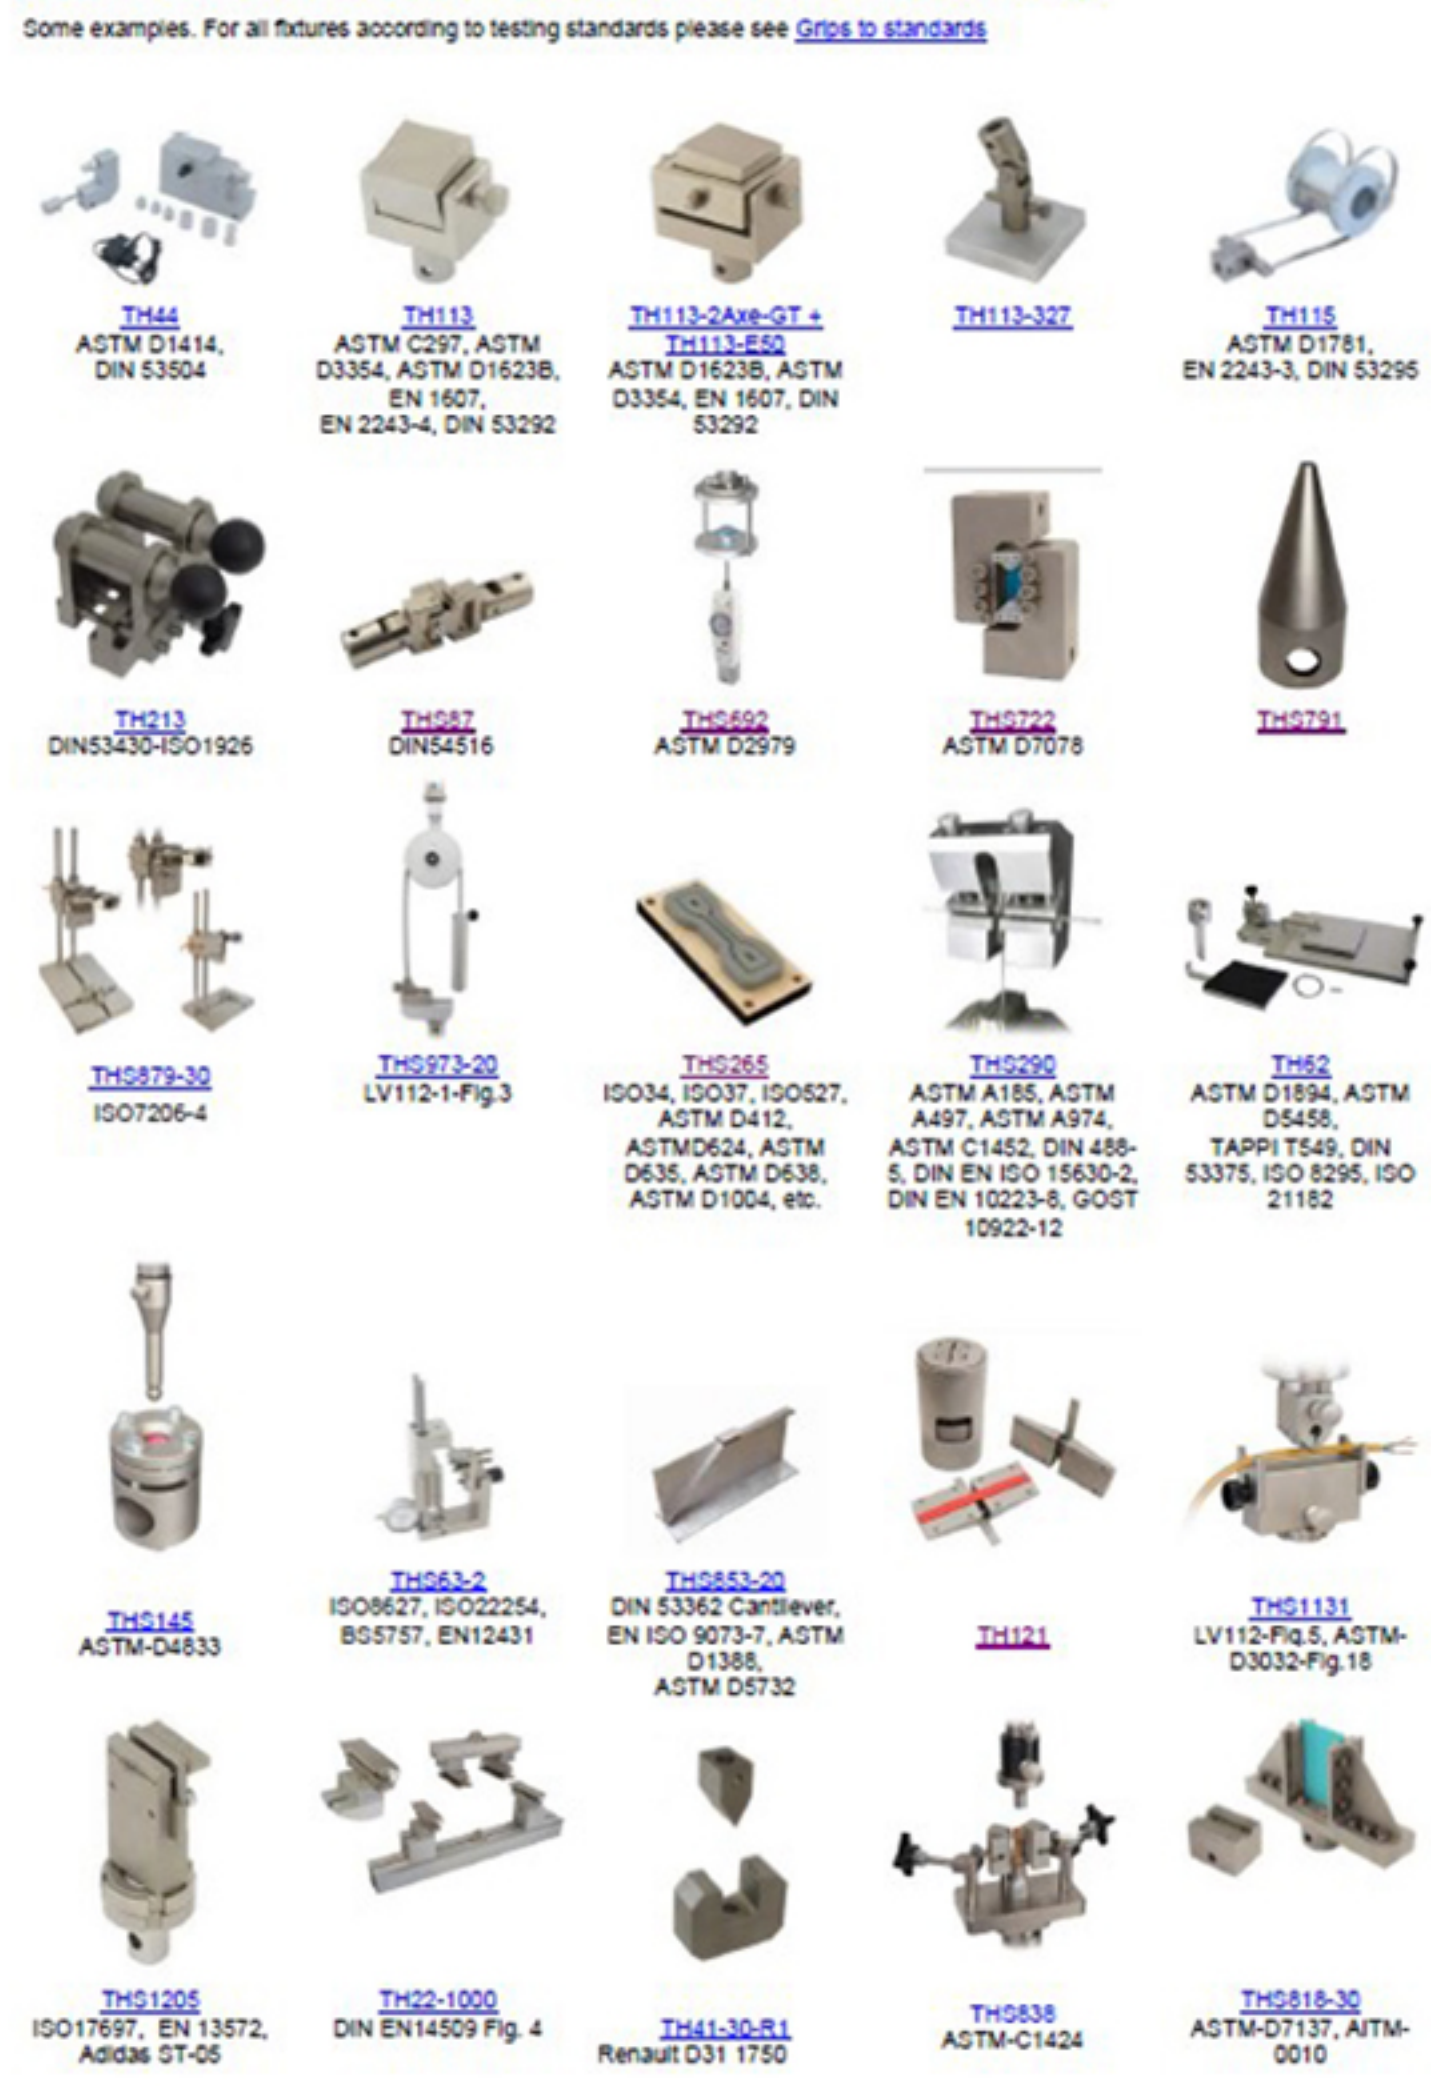 Some examples. For all fixtures according to testing standards please see Grips to standards
TH44
ASTM D1414,
DIN 53504
TH113
ASTM C297, ASTM
D3354, ASTM D1623B,
EN 1607,
EN 2243-4, DIN 53292
TH113-2Axe-GT +
TH113-E50
ASTM D1623B, ASTM
D3354, EN 1607, DIN
53292
TH113-327
TH115
ASTM D1781,
EN 2243-3, DIN 53295
TH213
DIN53430-ISO1926
THS87
DIN54516
THS692
ASTM D2979
THS722
ASTM D7078
THS791
THS879-30
ISO7206-4
THS973-20
LV112-1-Fig.3
THS265
ISO34, ISO37, ISO527,
ASTM D412,
ASTMD624, ASTM
D635, ASTM D638,
ASTM D1004, etc.
THS290
ASTM A185, ASTM
A497, ASTM A974,
ASTM C1452, DIN 488-
5, DIN EN ISO 15630-2,
DIN EN 10223-8, GOST
10922-12
TH62
ASTM D1894, ASTM
D5458,
TAPPI T549, DIN
53375, ISO 8295, ISO
21182
THS145
ASTM-D4833
THS63-2
ISO8627, ISO22254,
BS5757, EN12431
THS853-20
DIN 53362 Cantilever,
EN ISO 9073-7, ASTM
D1388,
ASTM D5732
TH121
THS1131
LV112-Fig.5, ASTM-
D3032-Fig.18
THS1205
ISO17697, EN 13572,
Adidas ST-05
TH22-1000
DIN EN14509 Fig. 4
TH41-30-R1
Renault D31 1750
THS838
ASTM-C1424
THS818-30
ASTM-D7137, AITM-
0010